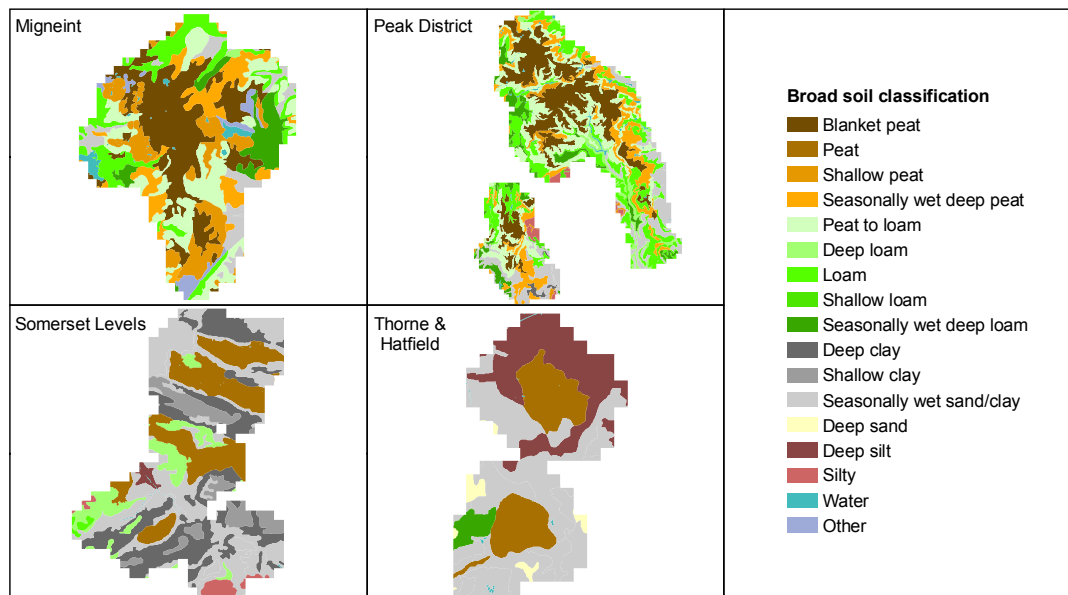 Migneint
Peak District
Somerset Levels
Thorne &
Hatfield
Broad soil classification
Blanket peat
Peat
Shallow peat
Seasonally wet deep peat
Peat to loam
Deep loam
Loam
Shallow loam
Seasonally wet deep loam
Deep clay
Shallow clay
Seasonally wet sand/clay
Deep sand
Deep silt
Silty
Water
Other